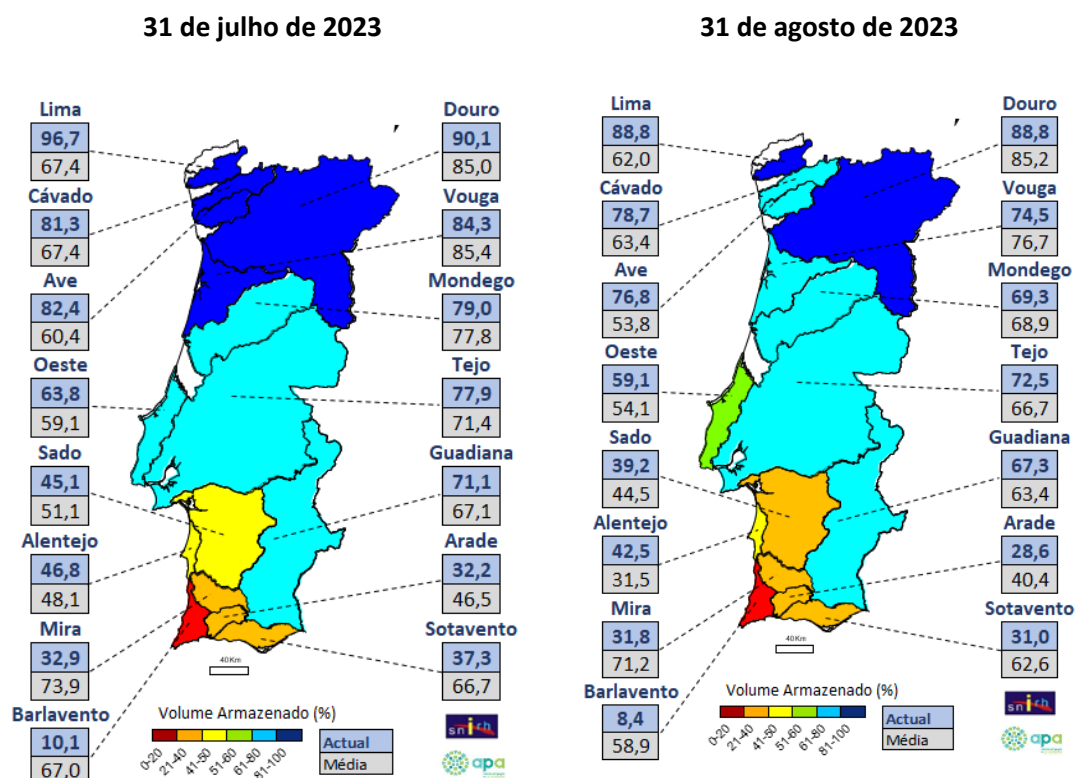 31 de julho de 2023
Lima
96,7
67,4
Cávado
81,3
67,4
Ave
82,4
60,4
Oeste
63,8
59,1
Sado
45,1
51,1
Alentejo
46,8
48,1
Mira
32,9
73,9
Barlavento
10,1
67,0
Douro
90,1
85,0
Vouga
84,3
85,4
Mondego
79,0
77,8
Tejo
77,9
71,4
Guadiana
71,1
67,1
Arade
32,2
46,5
Sotavento
37,3
66,7
40 Km
Volume Armazenado (%)
0-20
21-40
41-50
51-60
61-80
81-100
Actual
Média
snirh
apa
31 de agosto de 2023
Lima
88,8
62,0
Cávado
78,7
63,4
Ave
76,8
53,8
Oeste
59,1
54,1
Sado
39,2
44,5
Alentejo
42,5
31,5
Mira
31,8
71,2
Barlavento
8,4
58,9
Douro
88,8
85,2
Vouga
74,5
76,7
Mondego
69,3
68,9
Tejo
72,5
66,7
Guadiana
67,3
63,4
Arade
28,6
40,4
Sotavento
31,0
62,6
40 Km
Volume Armazenado (%)
0-20
21-40
41-50
51-60
61-80
81-100
Actual
Média
snirh
apa